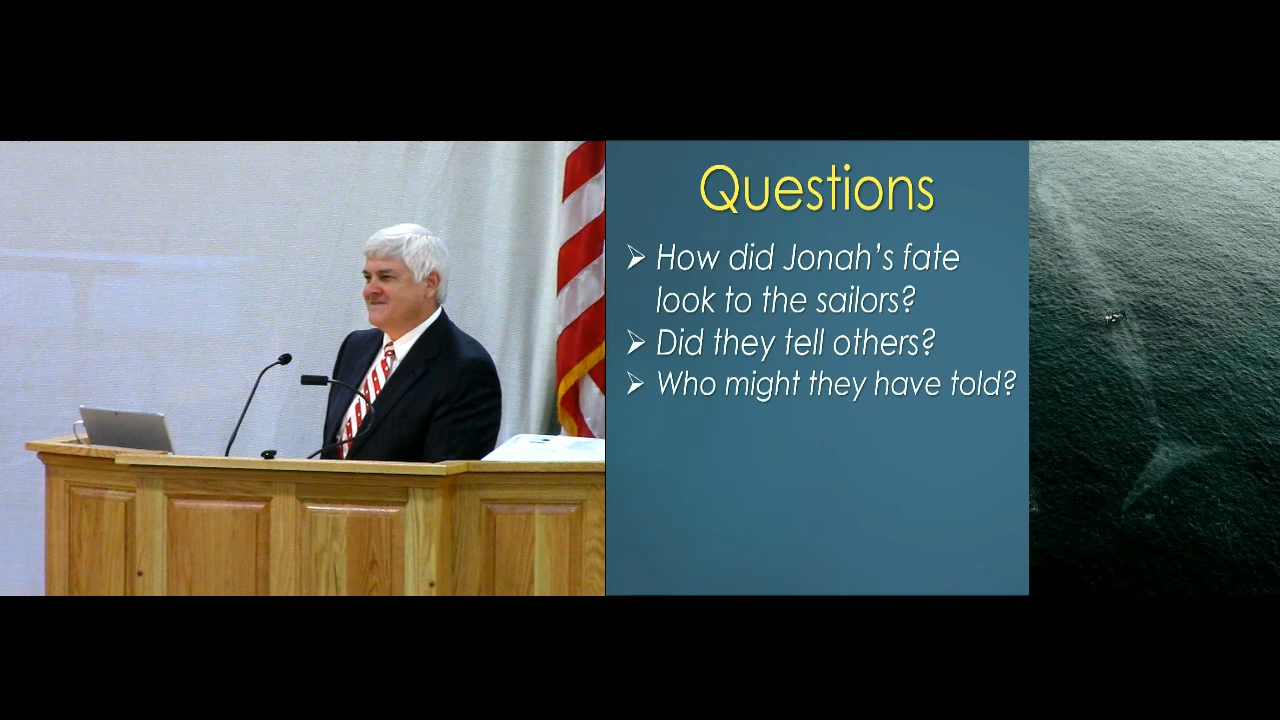 Questions
How did Jonah's fate
look to the sailors?
Did they tell others?
Who might they have told?